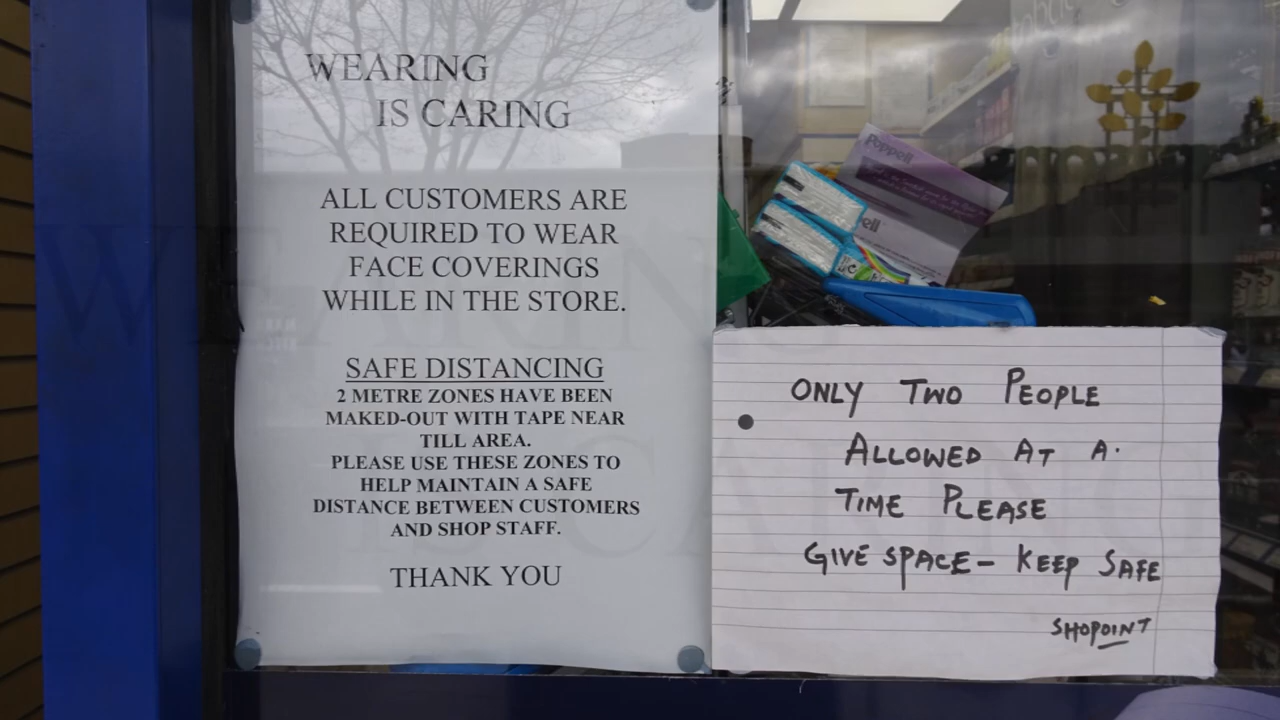 WEARING
IS CARING
ALL CUSTOMERS ARE
REQUIRED TO WEAR
FACE COVERINGS
WHILE IN THE STORE.
SAFE DISTANCING
2 METRE ZONES HAVE BEEN
MAKED-OUT WITH TAPE NEAR
TILL AREA.
PLEASE USE THESE ZONES TO
HELP MAINTAIN A SAFE
DISTANCE BETWEEN CUSTOMERS
AND SHOP STAFF.
THANK YOU
Poppell
ell
ONLY TWO PEOPLE
ALLOWED AT A.
TIME PLEASE
GIVE SPACE - KEEP SAFE
SHOPOINT